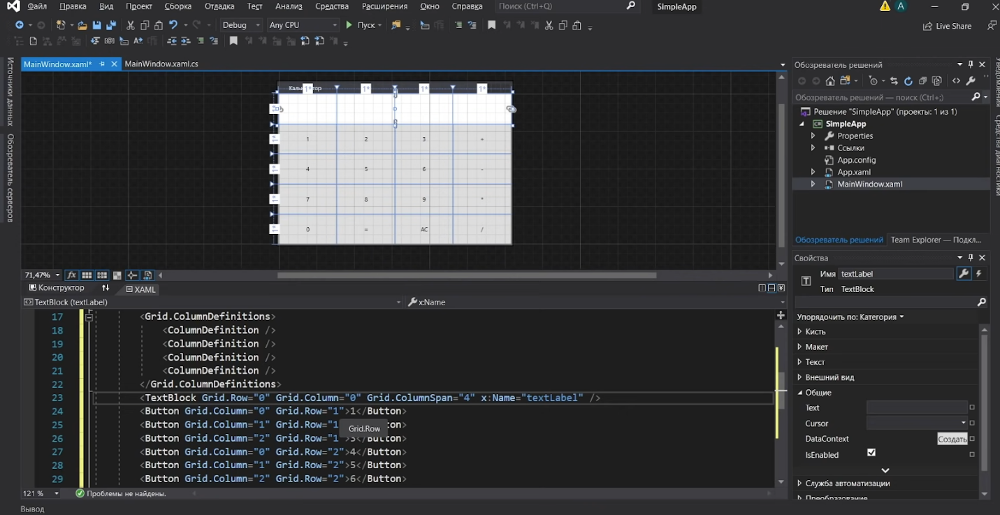 Файл Правка Вид Проект Сборка Отладка Тест Анализ Средства Расширения Окно Справка Поиск (Ctrl+Q) SimpleApp A
Debug Any CPU Пуск Live Share
Источники данных
Обозреватель серверов
MainWindow.xaml* MainWindow.xaml.cs
1* 1* 1* 1*
1 2 3 +
4 5 6 -
7 8 9 *
0 = AC /
71,47%
Конструктор XAML
TextBlock (textLabel) x:Name
17 <Grid.ColumnDefinitions>
18 <ColumnDefinition />
19 <ColumnDefinition />
20 <ColumnDefinition />
21 <ColumnDefinition />
22 </Grid.ColumnDefinitions>
23 <TextBlock Grid.Row="0" Grid.Column="0" Grid.ColumnSpan="4" x:Name="textLabel" />
24 <Button Grid.Column="0" Grid.Row="1">1</Button>
25 <Button Grid.Column="1" Grid.Row="1
Grid.Row
26 <Button Grid.Column="2" Grid.Row="1">3</Button>
27 <Button Grid.Column="0" Grid.Row="2">4</Button>
28 <Button Grid.Column="1" Grid.Row="2">5</Button>
29 <Button Grid.Column="2" Grid.Row="2">6</Button>
121 % Проблемы не найдены.
Вывод
Обозреватель решений
Обозреватель решений — поиск (Ctrl+;)
Решение "SimpleApp" (проекты: 1 из 1)
SimpleApp
Properties
Ссылки
App.config
App.xaml
MainWindow.xaml
Обозреватель решений Team Explorer — Подкл...
Свойства
Имя textLabel
Тип TextBlock
Упорядочить по: Категория
Кисть
Макет
Текст
Внешний вид
Общие
Text
Cursor
DataContext Создать
IsEnabled
Служба автоматизации
Преобразование
Средства диагностики